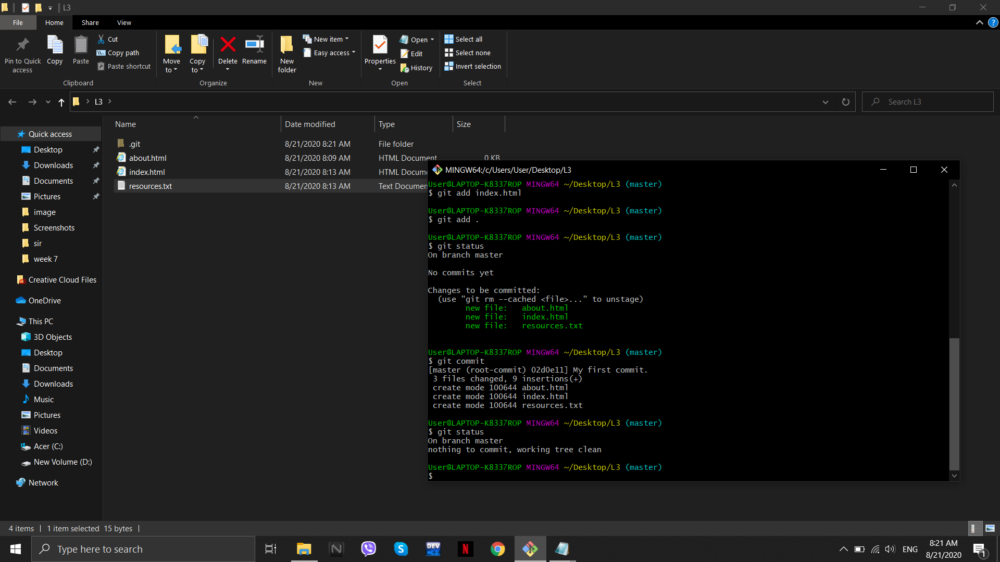 L3
File
Home
Share
View
Pin to Quick access
Copy
Paste
Cut
Copy path
Paste shortcut
Move to
Copy to
Delete
Rename
New folder
New item
Easy access
Properties
Open
Edit
History
Select all
Select none
Invert selection
Clipboard
Organize
New
Open
Select
L3
Search L3
Name
Date modified
Type
Size
.git 8/21/2020 8:21 AM File folder
about.html 8/21/2020 8:09 AM HTML Document 0 KB
index.html 8/21/2020 8:13 AM HTML Docume
resources.txt 8/21/2020 8:13 AM Text Documen
Quick access
Desktop
Downloads
Documents
Pictures
image
Screenshots
sir
week 7
Creative Cloud Files
OneDrive
This PC
3D Objects
Desktop
Documents
Downloads
Music
Pictures
Videos
Acer (C:)
New Volume (D:)
Network
MINGW64:/c/Users/User/Desktop/L3
User@LAPTOP-K8337ROP MINGW64 ~/Desktop/L3 (master)
$ git add index.html
User@LAPTOP-K8337ROP MINGW64 ~/Desktop/L3 (master)
$ git add .
User@LAPTOP-K8337ROP MINGW64 ~/Desktop/L3 (master)
$ git status
On branch master
No commits yet
Changes to be committed:
(use "git rm --cached <file>..." to unstage)
new file: about.html
new file: index.html
new file: resources.txt
User@LAPTOP-K8337ROP MINGW64 ~/Desktop/L3 (master)
$ git commit
[master (root-commit) 02d0e11] My first commit.
3 files changed, 9 insertions(+)
create mode 100644 about.html
create mode 100644 index.html
create mode 100644 resources.txt
User@LAPTOP-K8337ROP MINGW64 ~/Desktop/L3 (master)
$ git status
On branch master
nothing to commit, working tree clean
User@LAPTOP-K8337ROP MINGW64 ~/Desktop/L3 (master)
$
4 items
1 item selected 15 bytes
Type here to search
DEV
C++
ENG
8:21 AM
8/21/2020
1